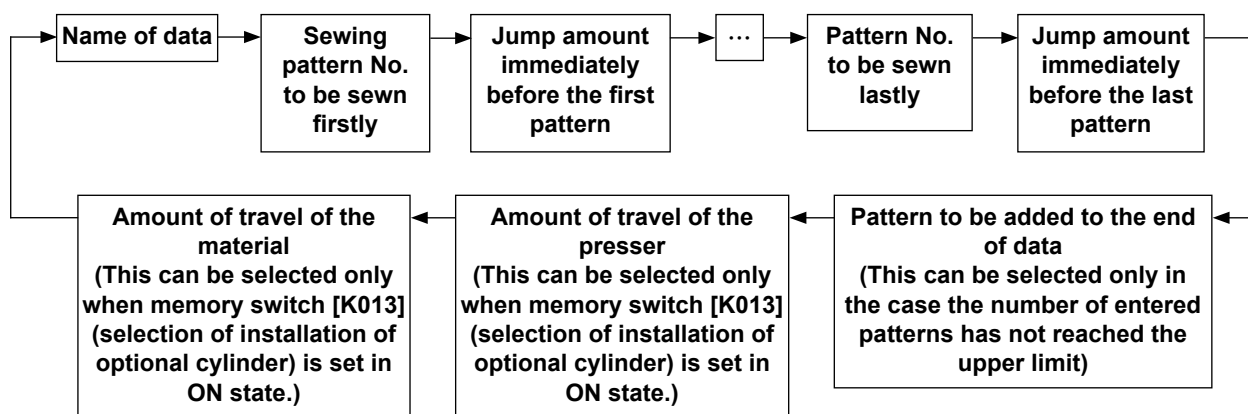 Name of data
Sewing
pattern No.
to be sewn
firstly
Jump amount
immediately
before the first
pattern
...
Pattern No.
to be sewn
lastly
Jump amount
immediately
before the last
pattern
Amount of travel of the
material
(This can be selected only
when memory switch [K013]
(selection of installation of
optional cylinder) is set in
ON state.)
Amount of travel of the
presser
(This can be selected only
when memory switch [K013]
(selection of installation of
optional cylinder) is set in
ON state.)
Pattern to be added to the end
of data
(This can be selected only in
the case the number of entered
patterns has not reached the
upper limit)